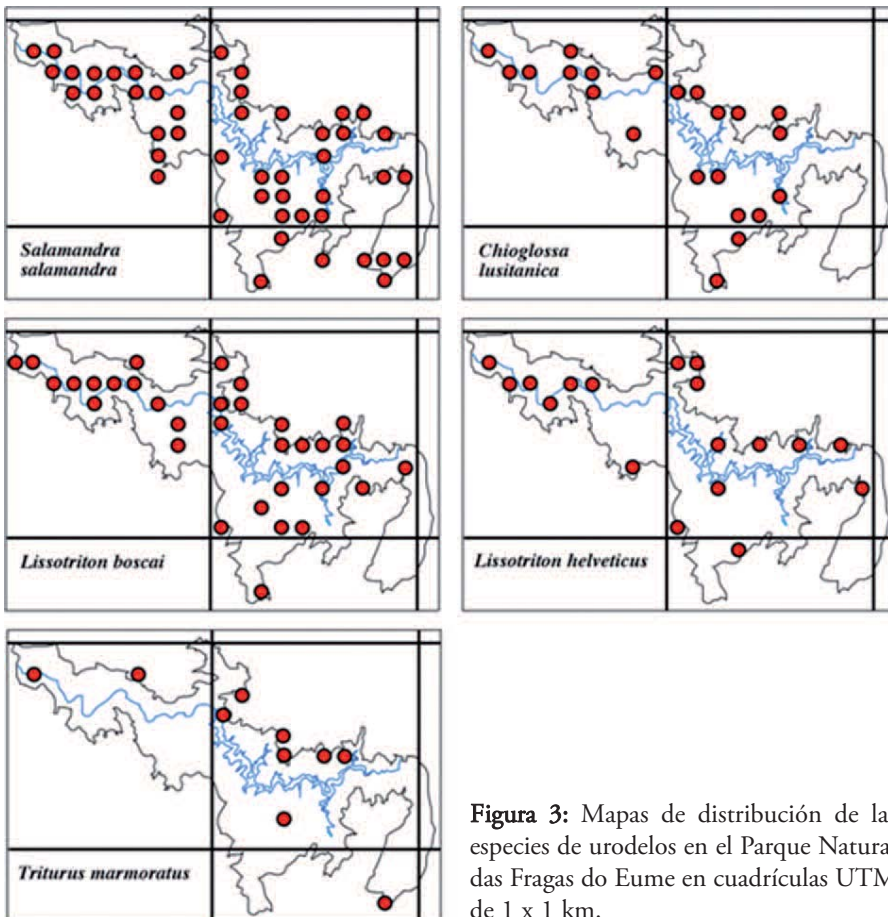 Salamandra
salamandra
Chioglossa
lusitanica
Lissotriton boscai
Lissotriton helveticus
Triturus marmoratus
Figura 3: Mapas de distribución de la
especies de urodelos en el Parque Natura
das Fragas do Eume en cuadrículas UTM
de 1 x 1 km.